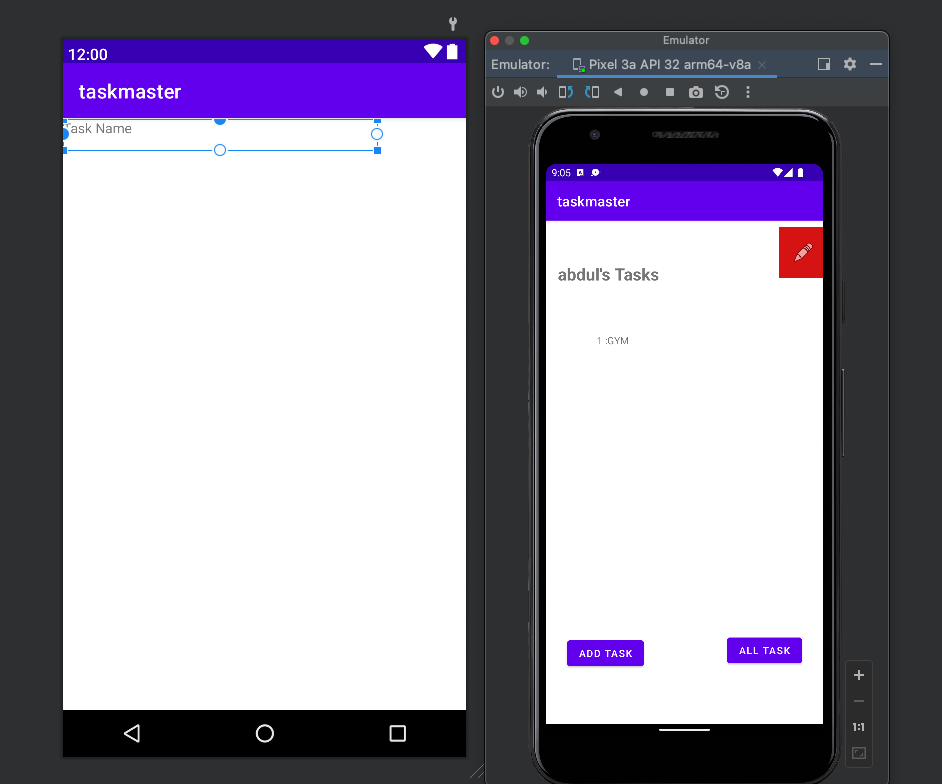 12:00
taskmaster
Task Name
Emulator
Emulator: Pixel 3a API 32 arm64-v8a
9:05
taskmaster
abdul's Tasks
1 :GYM
ADD TASK
ALL TASK
1:1